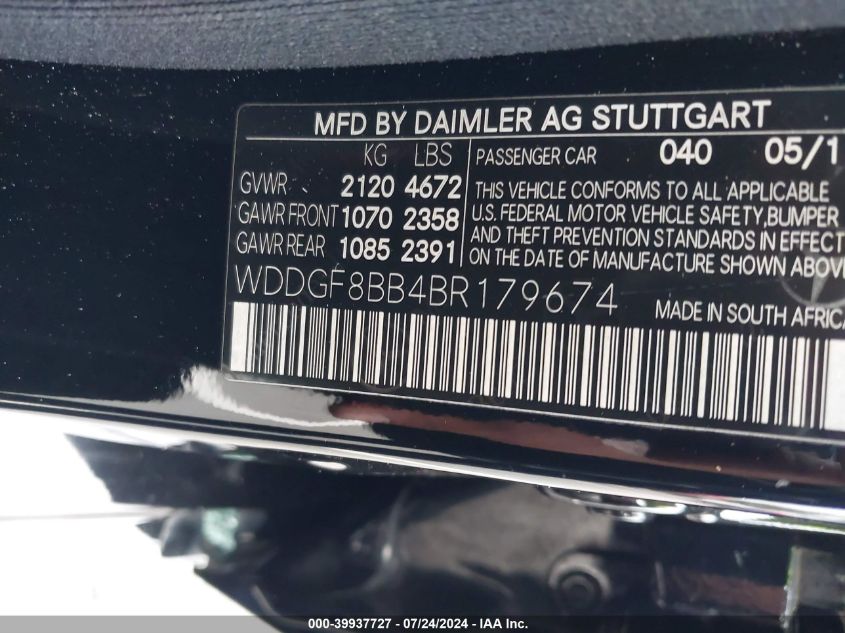 MFD BY DAIMLER AG STUTTGART
KG LBS
GVWR 2120 4672
GAWR FRONT 1070 2358
GAWR REAR 1085 2391
PASSENGER CAR 040 05/1
THIS VEHICLE CONFORMS TO ALL APPLICABLE
U.S. FEDERAL MOTOR VEHICLE SAFETY, BUMPER
AND THEFT PREVENTION STANDARDS IN EFFECT
ON THE DATE OF MANUFACTURE SHOWN ABOVE
WDDGF8BB4BR179674
MADE IN SOUTH AFRICA
000-39937727 - 07/24/2024 - IAA Inc.